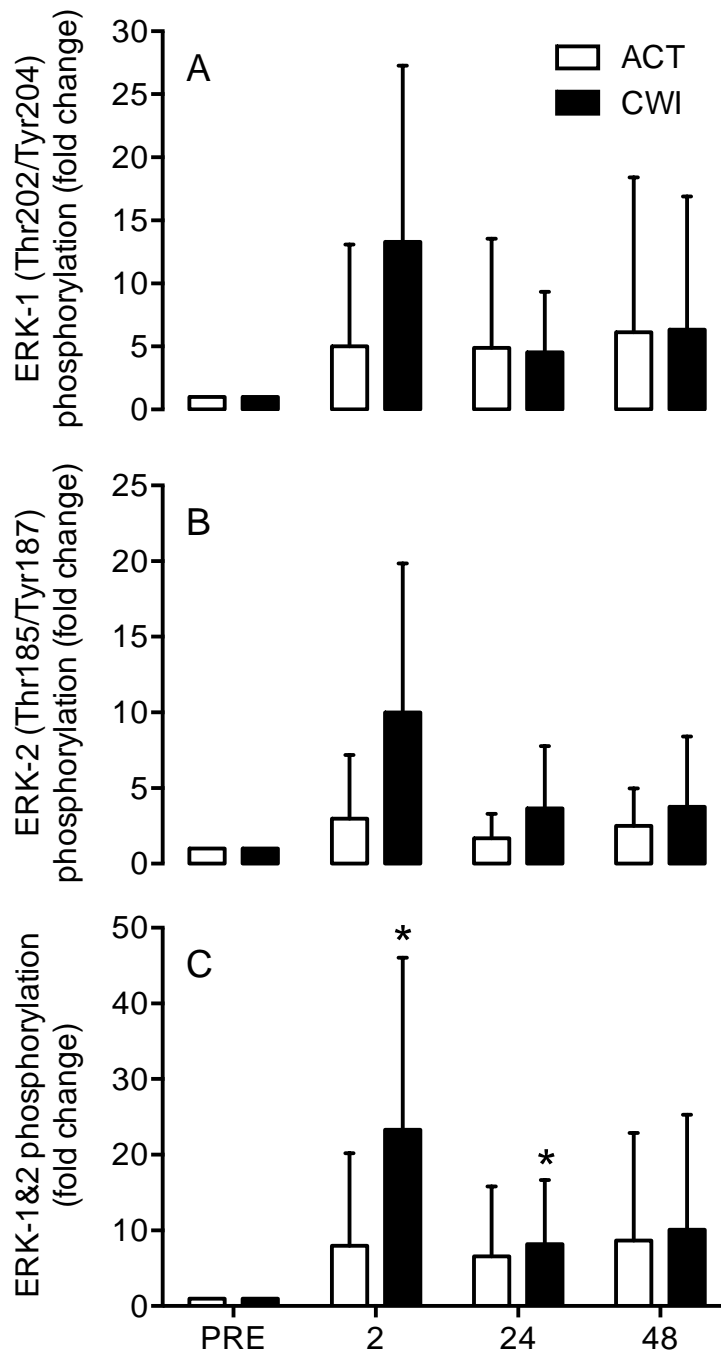 A
ACT
CWI
ERK-1 (Thr202/Tyr204)
phosphorylation (fold change)
30
25
20
15
10
5
0
B
ERK-2 (Thr185/Tyr187)
phosphorylation (fold change)
25
20
15
10
5
0
C
ERK-1&2 phosphorylation
(fold change)
50
40
30
20
10
0
*
*
PRE 2 24 48